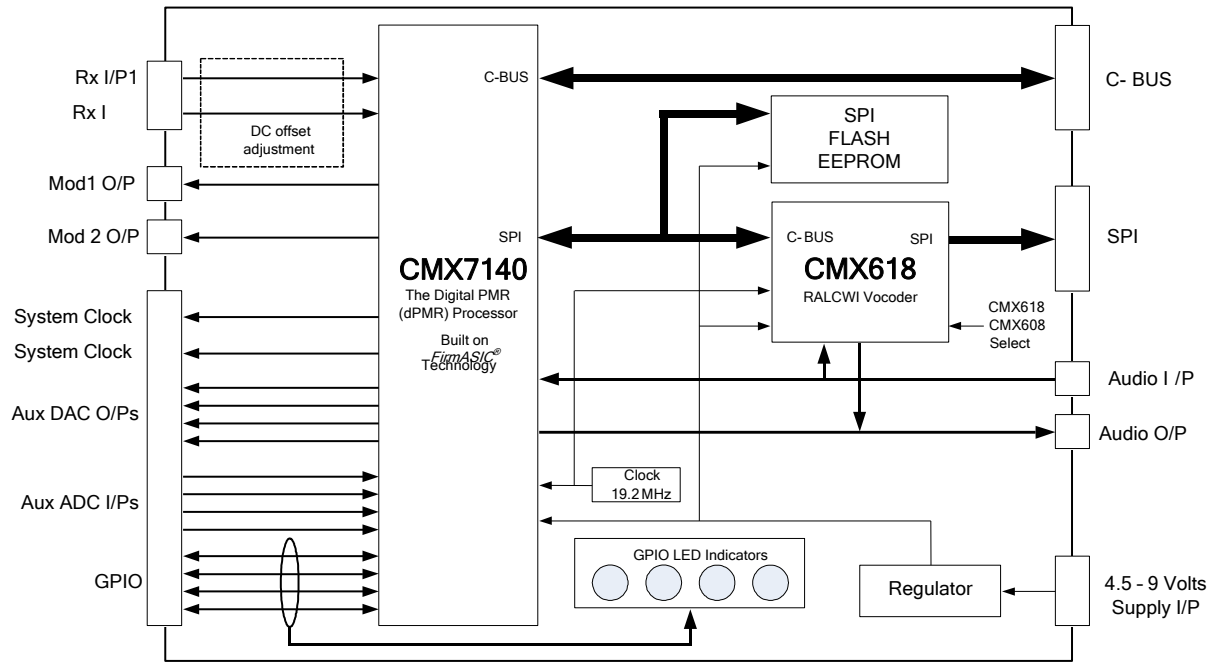 Rx I/P1
Rx I
Mod1 O/P
Mod 2 O/P
System Clock
System Clock
Aux DAC O/Ps
Aux ADC I/Ps
GPIO
DC offset
adjustment
C-BUS
SPI
CMX7140
The Digital PMR
(dPMR) Processor
Built on
FirmASIC®
Technology
SPI
FLASH
EEPROM
C-BUS
SPI
CMX618
RALCWI Vocoder
CMX618
CMX608
Select
Clock
19.2 MHz
GPIO LED Indicators
Regulator
C- BUS
SPI
Audio I /P
Audio O/P
4.5 - 9 Volts
Supply I/P